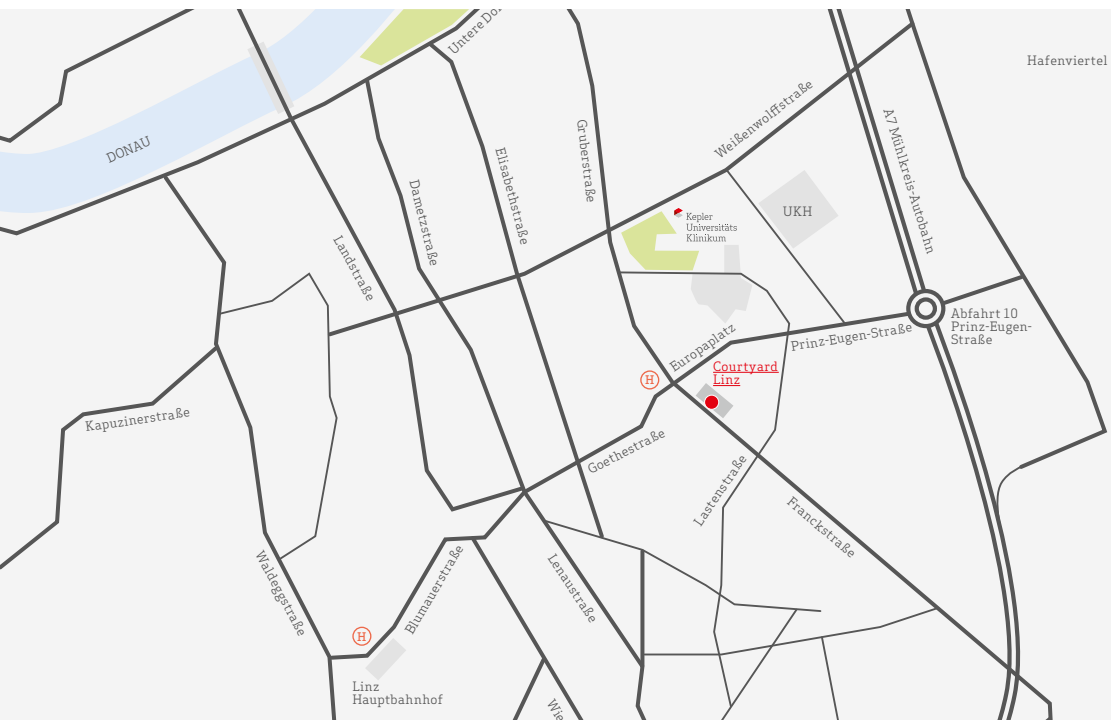 Untere Do
Hafenviertel
DONAU
Weißenwolffstraße
A7 Mühlkreis-Autobahn
Gruberstraße
Elisabethstraße
Dametzstraße
Landstraße
UKH
Kepler
Universitäts
Klinikum
Abfahrt 10
Prinz-Eugen-
Straße
Prinz-Eugen-Straße
Europaplatz
Courtyard
Linz
H
Kapuzinerstraße
Goethestraße
Lastenstraße
Franckstraße
Waldeggstraße
Blumauerstraße
Lenaustraße
H
Linz
Hauptbahnhof
Wie